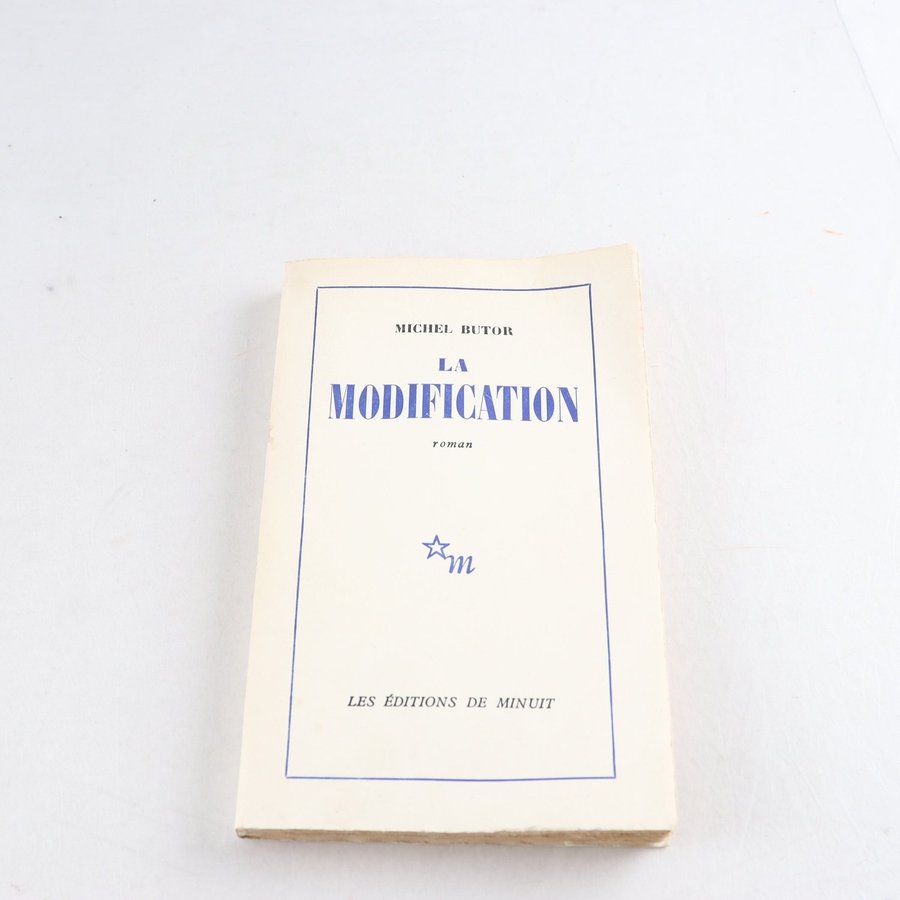 MICHEL BUTOR
LA
MODIFICATION
roman
m
LES ÉDITIONS DE MINUIT